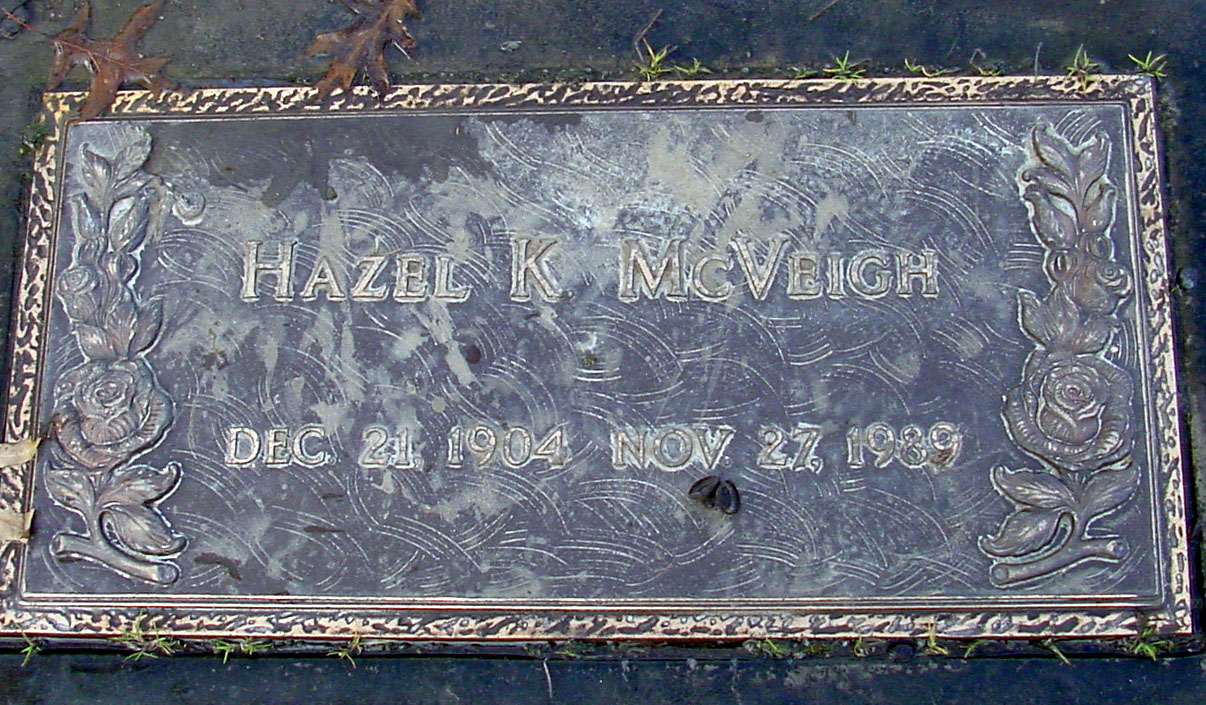 HAZEL K McVEIGH
DEC. 21, 1904 NOV. 27, 1989